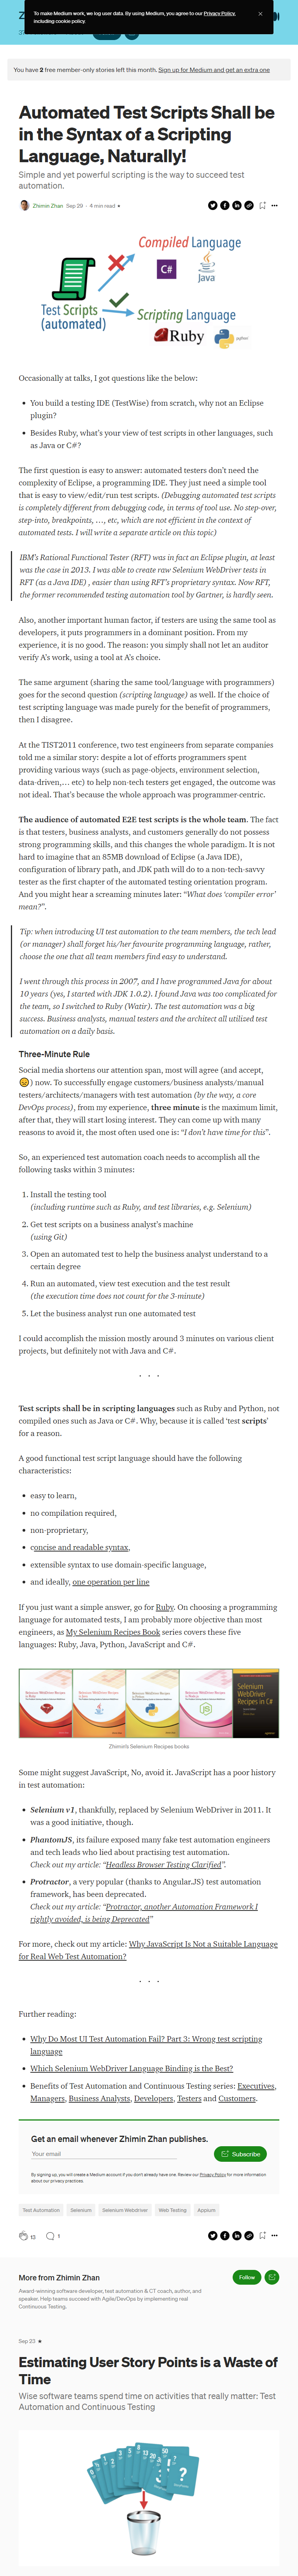 To make Medium work, we log user data. By using Medium, you agree to our Privacy Policy,
including cookie policy.
You have 2 free member-only stories left this month. Sign up for Medium and get an extra one
Automated Test Scripts Shall be
in the Syntax of a Scripting
Language, Naturally!
Simple and yet powerful scripting is the way to succeed test
automation.
Zhimin Zhan Sep 29 · 4 min read
Compiled Language
C#
Java
Test Scripts
(automated)
Scripting Language
Ruby
python
Occasionally at talks, I got questions like the below:
• You build a testing IDE (TestWise) from scratch, why not an Eclipse
plugin?
• Besides Ruby, what's your view of test scripts in other languages, such
as Java or C#?
The first question is easy to answer: automated testers don't need the
complexity of Eclipse, a programming IDE. They just need a simple tool
that is easy to view/edit/run test scripts. (Debugging automated test scripts
is completely different from debugging code, in terms of tool use. No step-over,
step-into, breakpoints, …, etc, which are not efficient in the context of
automated tests. I will write a separate article on this topic)
IBM's Rational Functional Tester (RFT) was in fact an Eclipse plugin, at least
was the case in 2013. I was able to create raw Selenium WebDriver tests in
RFT (as a Java IDE) , easier than using RFT's proprietary syntax. Now RFT,
the former recommended testing automation tool by Gartner, is hardly seen.
Also, another important human factor, if testers are using the same tool as
developers, it puts programmers in a dominant position. From my
experience, it is no good. The reason: you simply shall not let an auditor
verify A's work, using a tool at A's choice.
The same argument (sharing the same tool/language with programmers)
goes for the second question (scripting language) as well. If the choice of
test scripting language was made purely for the benefit of programmers,
then I disagree.
At the TIST2011 conference, two test engineers from separate companies
told me a similar story: despite a lot of efforts programmers spent
providing various ways (such as page-objects, environment selection,
data-driven,… etc) to help non-tech testers get engaged, the outcome was
not ideal. That's because the whole approach was programmer-centric.
The audience of automated E2E test scripts is the whole team. The fact
is that testers, business analysts, and customers generally do not possess
strong programming skills, and this changes the whole paradigm. It is not
hard to imagine that an 85MB download of Eclipse (a Java IDE),
configuration of library path, and JDK path will do to a non-tech-savvy
tester as the first chapter of the automated testing orientation program.
And you might hear a screaming minutes later: "What does 'compiler error'
mean?".
Tip: when introducing UI test automation to the team members, the tech lead
(or manager) shall forget his/her favourite programming language, rather,
choose the one that all team members find easy to understand.
I went through this process in 2007, and I have programmed Java for about
10 years (yes, I started with JDK 1.0.2). I found Java was too complicated for
the team, so I switched to Ruby (Watir). The test automation was a big
success. Business analysts, manual testers and the architect all utilised test
automation on a daily basis.
Three-Minute Rule
Social media shortens our attention span, most will agree (and accept,
😞) now. To successfully engage customers/business analysts/manual
testers/architects/managers with test automation (by the way, a core
DevOps process), from my experience, three minute is the maximum limit,
after that, they will start losing interest. They can come up with many
reasons to avoid it, the most often used one is: "I don't have time for this".
So, an experienced test automation coach needs to accomplish all the
following tasks within 3 minutes:
1. Install the testing tool
(including runtime such as Ruby, and test libraries, e.g. Selenium)
2. Get test scripts on a business analyst's machine
(using Git)
3. Open an automated test to help the business analyst understand to a
certain degree
4. Run an automated, view test execution and the test result
(the execution time does not count for the 3-minute)
5. Let the business analyst run one automated test
I could accomplish the mission mostly around 3 minutes on various client
projects, but definitely not with Java and C#.
· · ·
Test scripts shall be in scripting languages such as Ruby and Python, not
compiled ones such as Java or C#. Why, because it is called 'test scripts'
for a reason.
A good functional test script language should have the following
characteristics:
• easy to learn,
• no compilation required,
• non-proprietary,
• concise and readable syntax,
• extensible syntax to use domain-specific language,
• and ideally, one operation per line
If you just want a simple answer, go for Ruby. On choosing a programming
language for automated tests, I am probably more objective than most
engineers, as My Selenium Recipes Book series covers these five
languages: Ruby, Java, Python, JavaScript and C#.
Selenium
WebDriver
Recipes in C#
Zhimin's Selenium Recipes books
Some might suggest JavaScript, No, avoid it. JavaScript has a poor history
in test automation:
• Selenium v1, thankfully, replaced by Selenium WebDriver in 2011. It
was a good initiative, though.
• PhantomJS, its failure exposed many fake test automation engineers
and tech leads who lied about practising test automation.
Check out my article: "Headless Browser Testing Clarified".
• Protractor, a very popular (thanks to AngularJS) test automation
framework, has been deprecated.
Check out my article: "Protractor, another Automation Framework I
rightly avoided, is being Deprecated"
For more, check out my article: Why JavaScript Is Not a Suitable Language
for Real Web Test Automation?
· · ·
Further reading:
• Why Do Most UI Test Automation Fail? Part 3: Wrong test scripting
language
• Which Selenium WebDriver Language Binding is the Best?
• Benefits of Test Automation and Continuous Testing series: Executives,
Managers, Business Analysts, Developers, Testers and Customers.
Get an email whenever Zhimin Zhan publishes.
Your email
Subscribe
By signing up, you will create a Medium account if you don't already have one. Review our Privacy Policy for more information
about our privacy practices.
Test Automation Selenium Selenium Webdriver Web Testing Appium
13 1
More from Zhimin Zhan
Follow
Award-winning software developer, test automation & CT coach, author, and
speaker. Help teams succeed with Agile/DevOps by implementing real
Continuous Testing.
Sep 23
Estimating User Story Points is a Waste of
Time
Wise software teams spend time on activities that really matter: Test
Automation and Continuous Testing